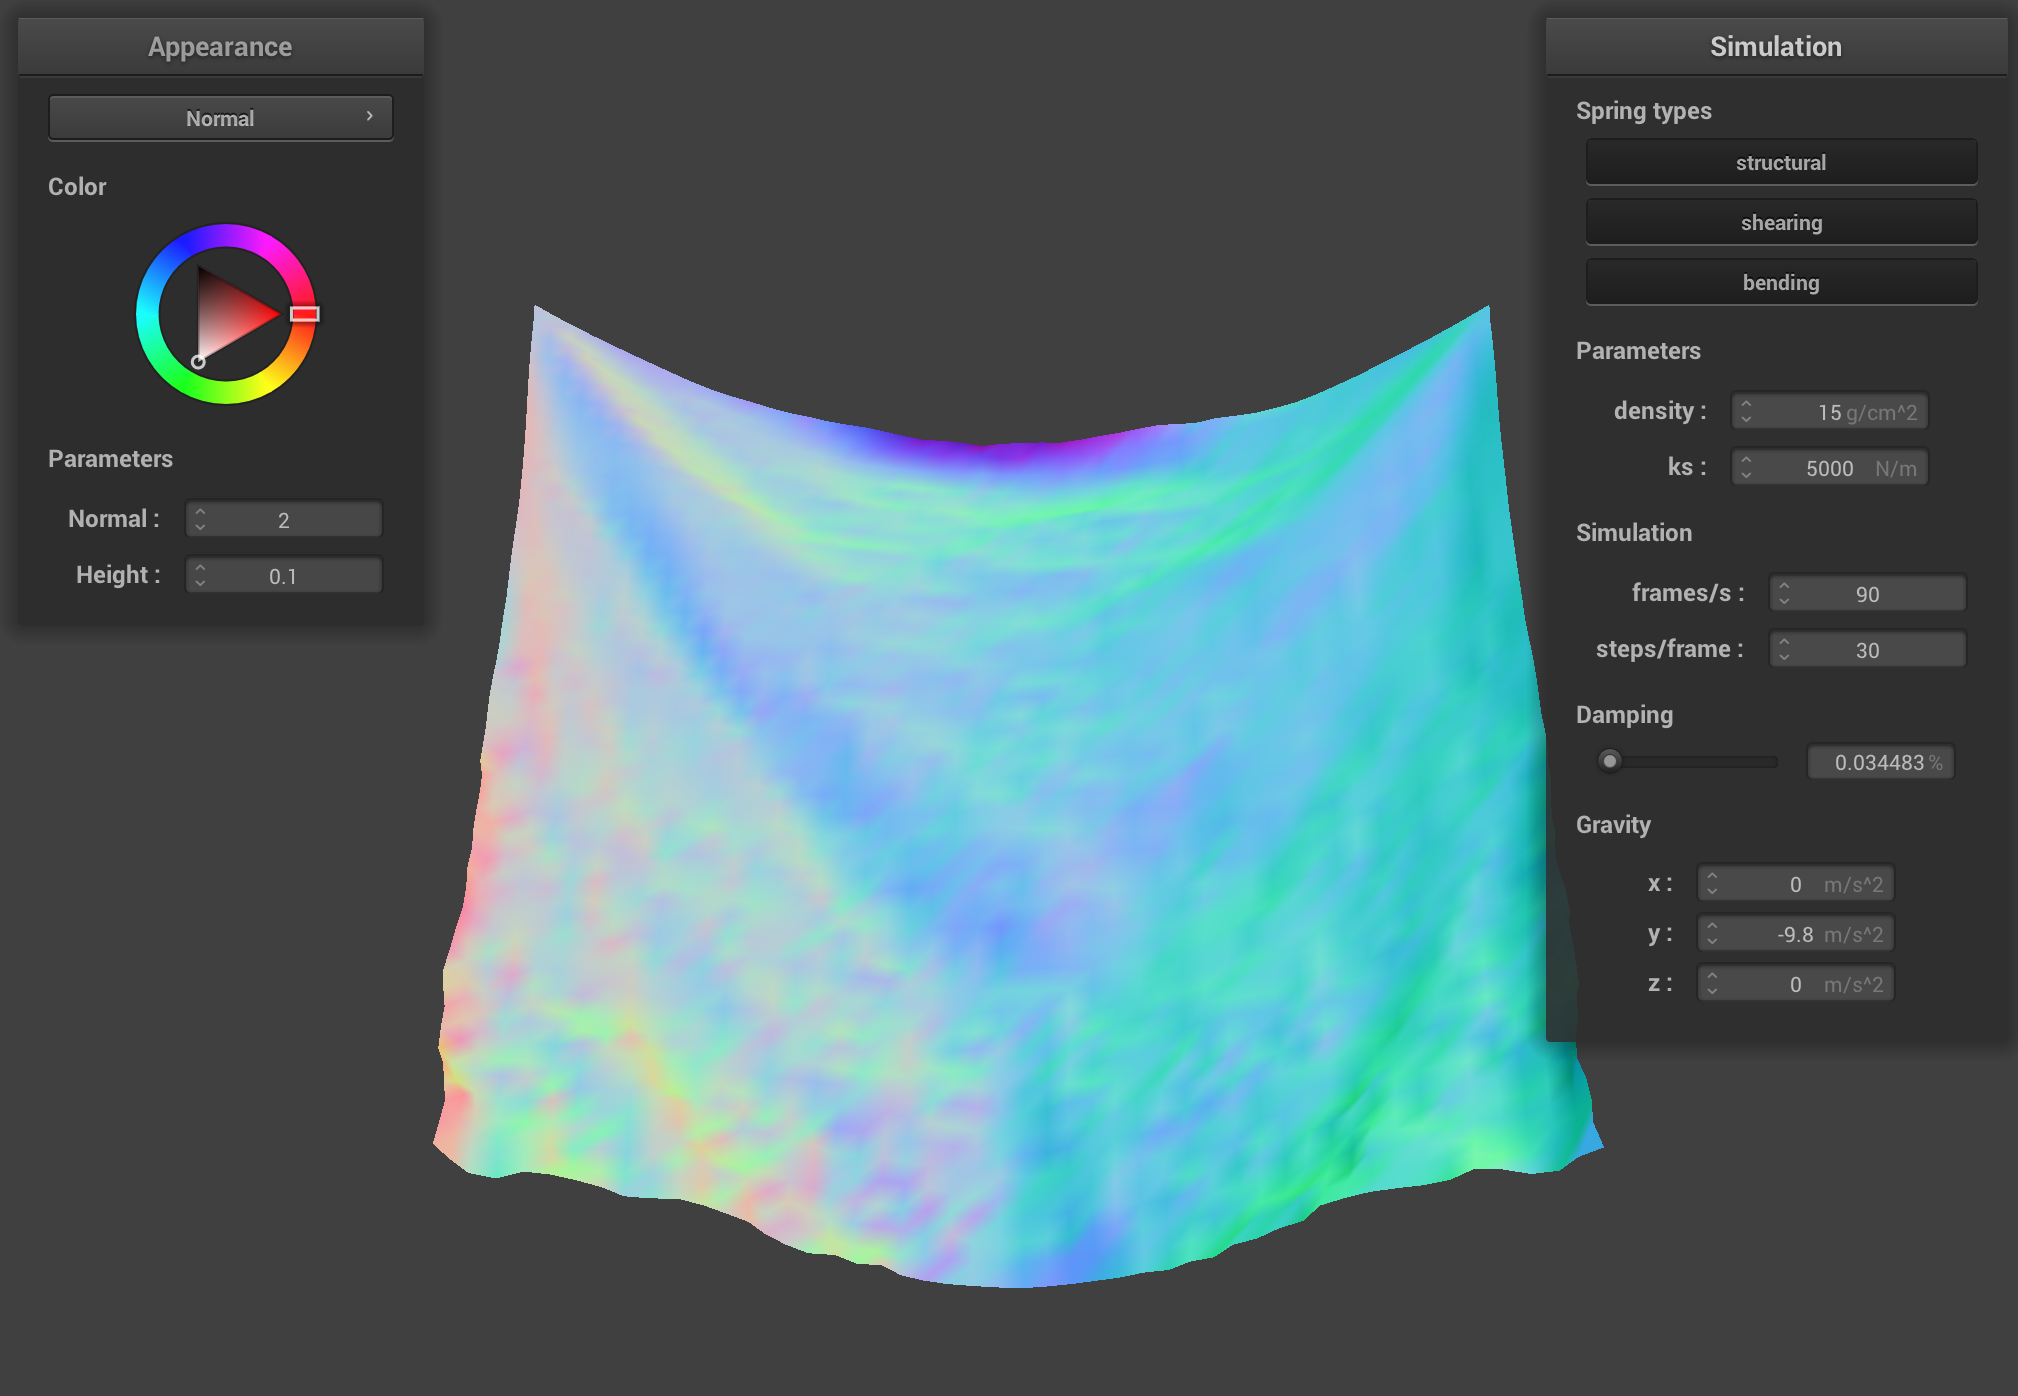 Appearance
Normal
Color
Parameters
Normal : 2
Height : 0.1
Simulation
Spring types
structural
shearing
bending
Parameters
density : 15 g/cm^2
ks : 5000 N/m
Simulation
frames/s : 90
steps/frame : 30
Damping
0.034483 %
Gravity
x : 0 m/s^2
y : -9.8 m/s^2
z : 0 m/s^2